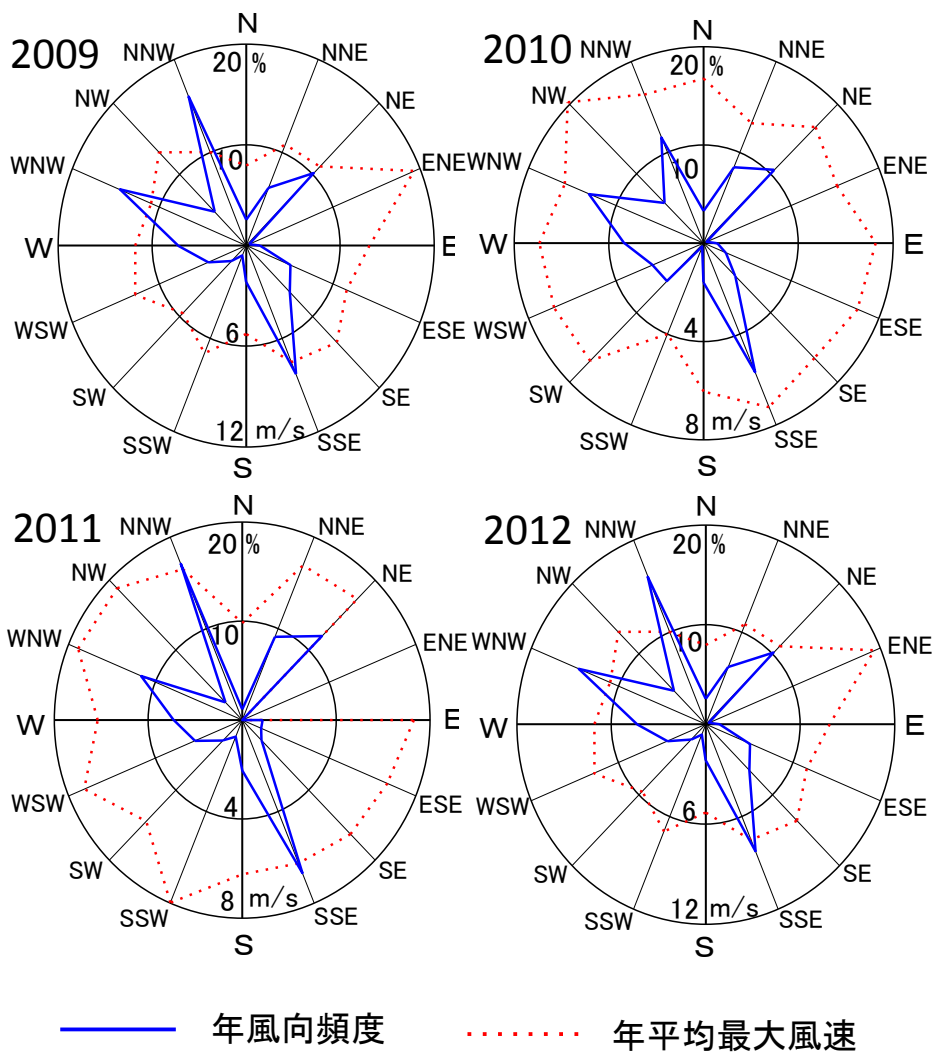 2009
N
NNW
NNE
20 %
NW
NE
WNW
10
ENE
W
E
WSW
6
ESE
SW
SE
SSW
12 m/s
SSE
S
2010
N
NNW
NNE
20 %
NW
NE
WNW
10
ENE
W
E
WSW
4
ESE
SW
SE
SSW
8 m/s
SSE
S
2011
N
NNW
NNE
20 %
NW
NE
WNW
10
ENE
W
E
WSW
4
ESE
SW
SE
SSW
8 m/s
SSE
S
2012
N
NNW
NNE
20 %
NW
NE
WNW
10
ENE
W
E
WSW
6
ESE
SW
SE
SSW
12 m/s
SSE
S
年風向頻度
年平均最大風速